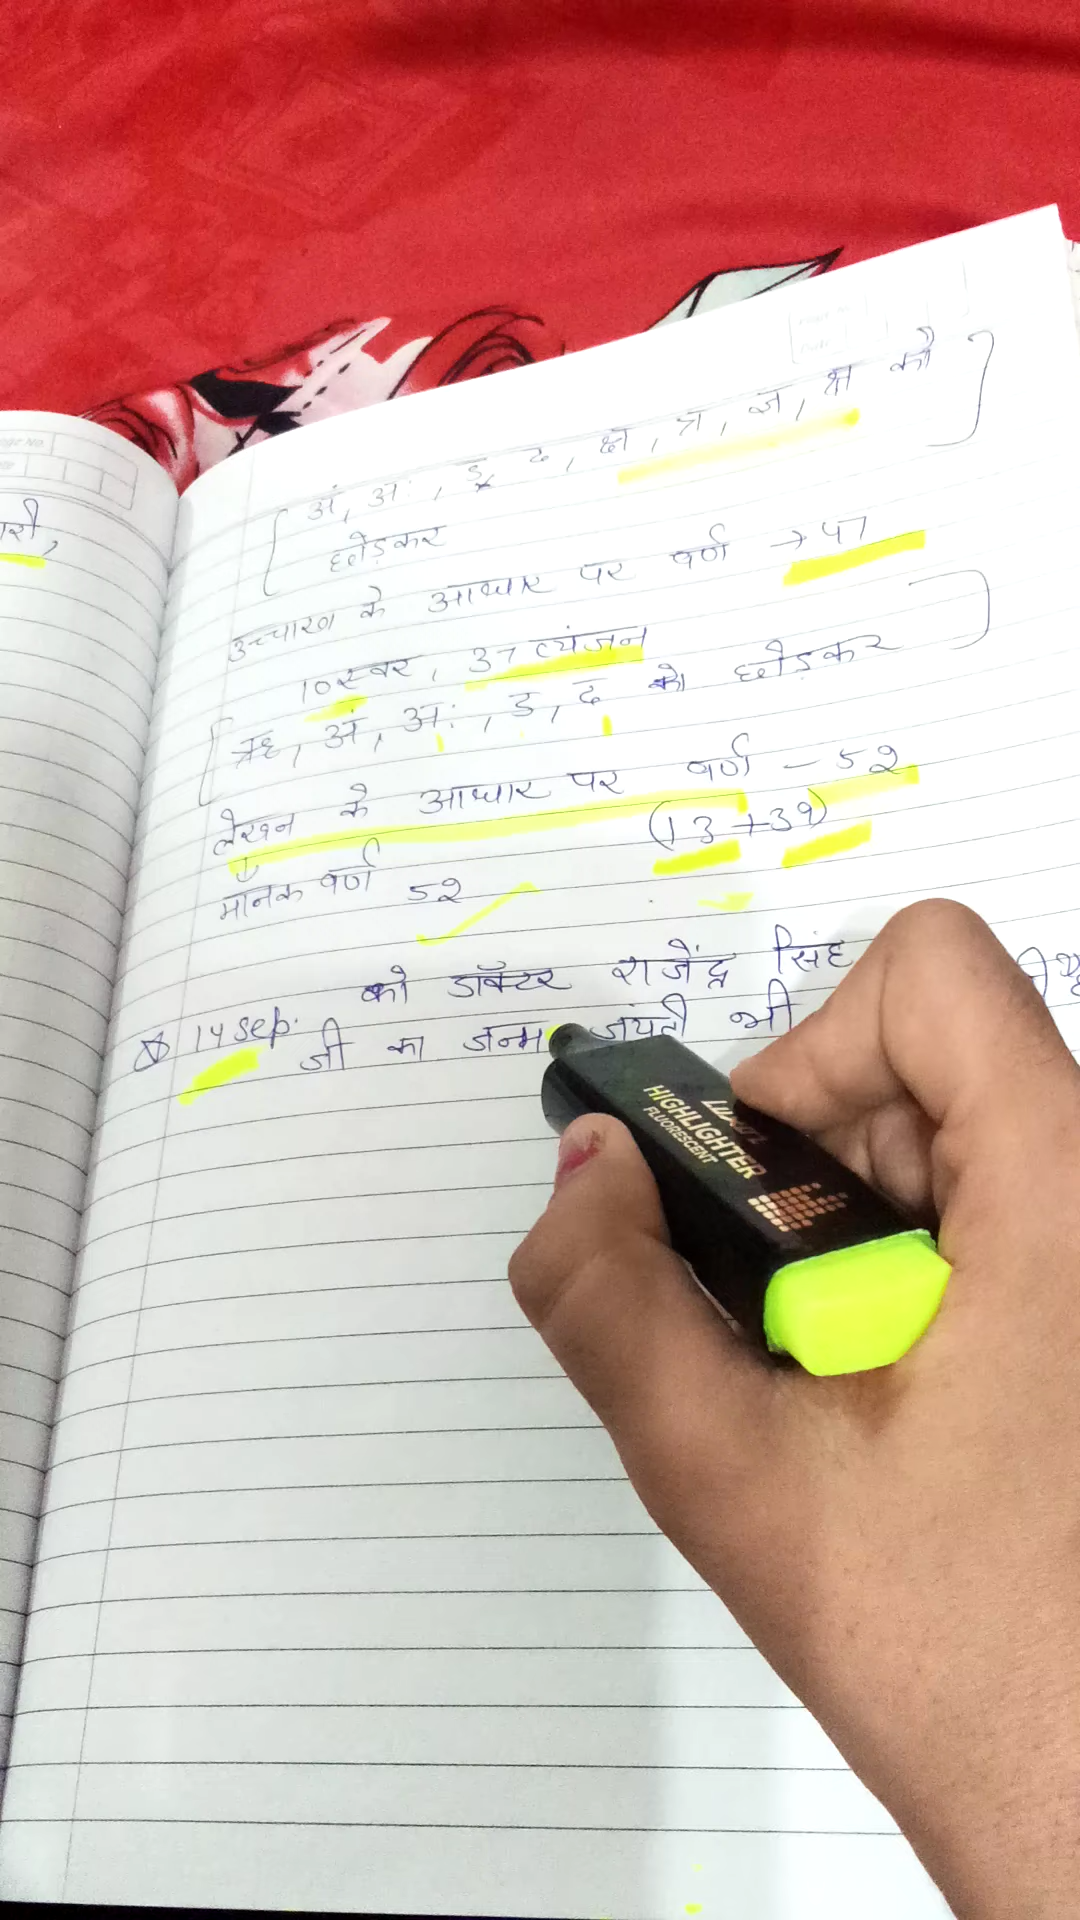 री,
अं, अः, ड़, ढ़, क्ष, त्र, ज्ञ, श्र को
छोड़कर
उच्चारण के आधार पर वर्ण → 47
10 स्वर, 37 व्यंजन
ऋ, अं, अः, ड, ढ को छोड़कर
लेखन के आधार पर वर्ण - 52
(13+39)
मानक वर्ण 52
14 sep. को डॉक्टर राजेंद्र सिंह
जी का जन्म जयंती भी
Luxor
HIGHLIGHTER
FLUORESCENT